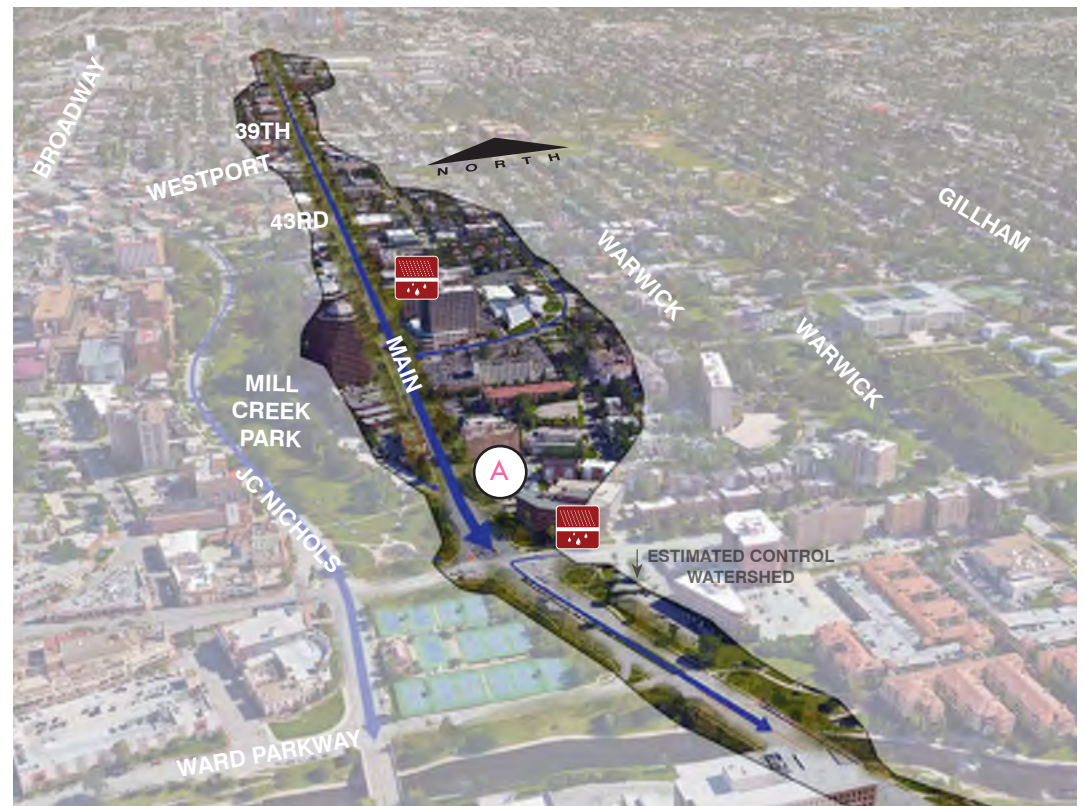 BROADWAY
39TH
WESTPORT
43RD
NORTH
GILLHAM
WARWICK
WARWICK
MAIN
MILL
CREEK
PARK
A
JC NICHOLS
ESTIMATED CONTROL
WATERSHED
WARD PARKWAY